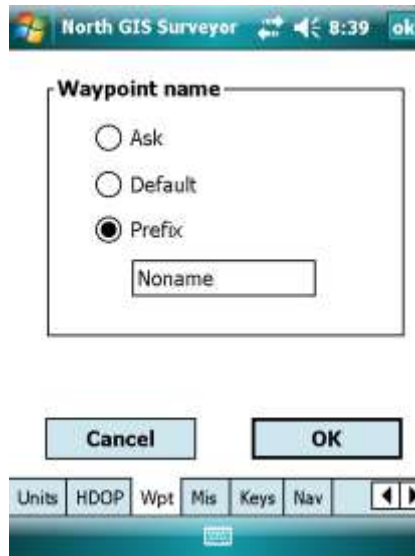 North GIS Surveyor 8:39 ok
Waypoint name
Ask
Default
Prefix
Noname
Cancel OK
Units HDOP Wpt Mis Keys Nav